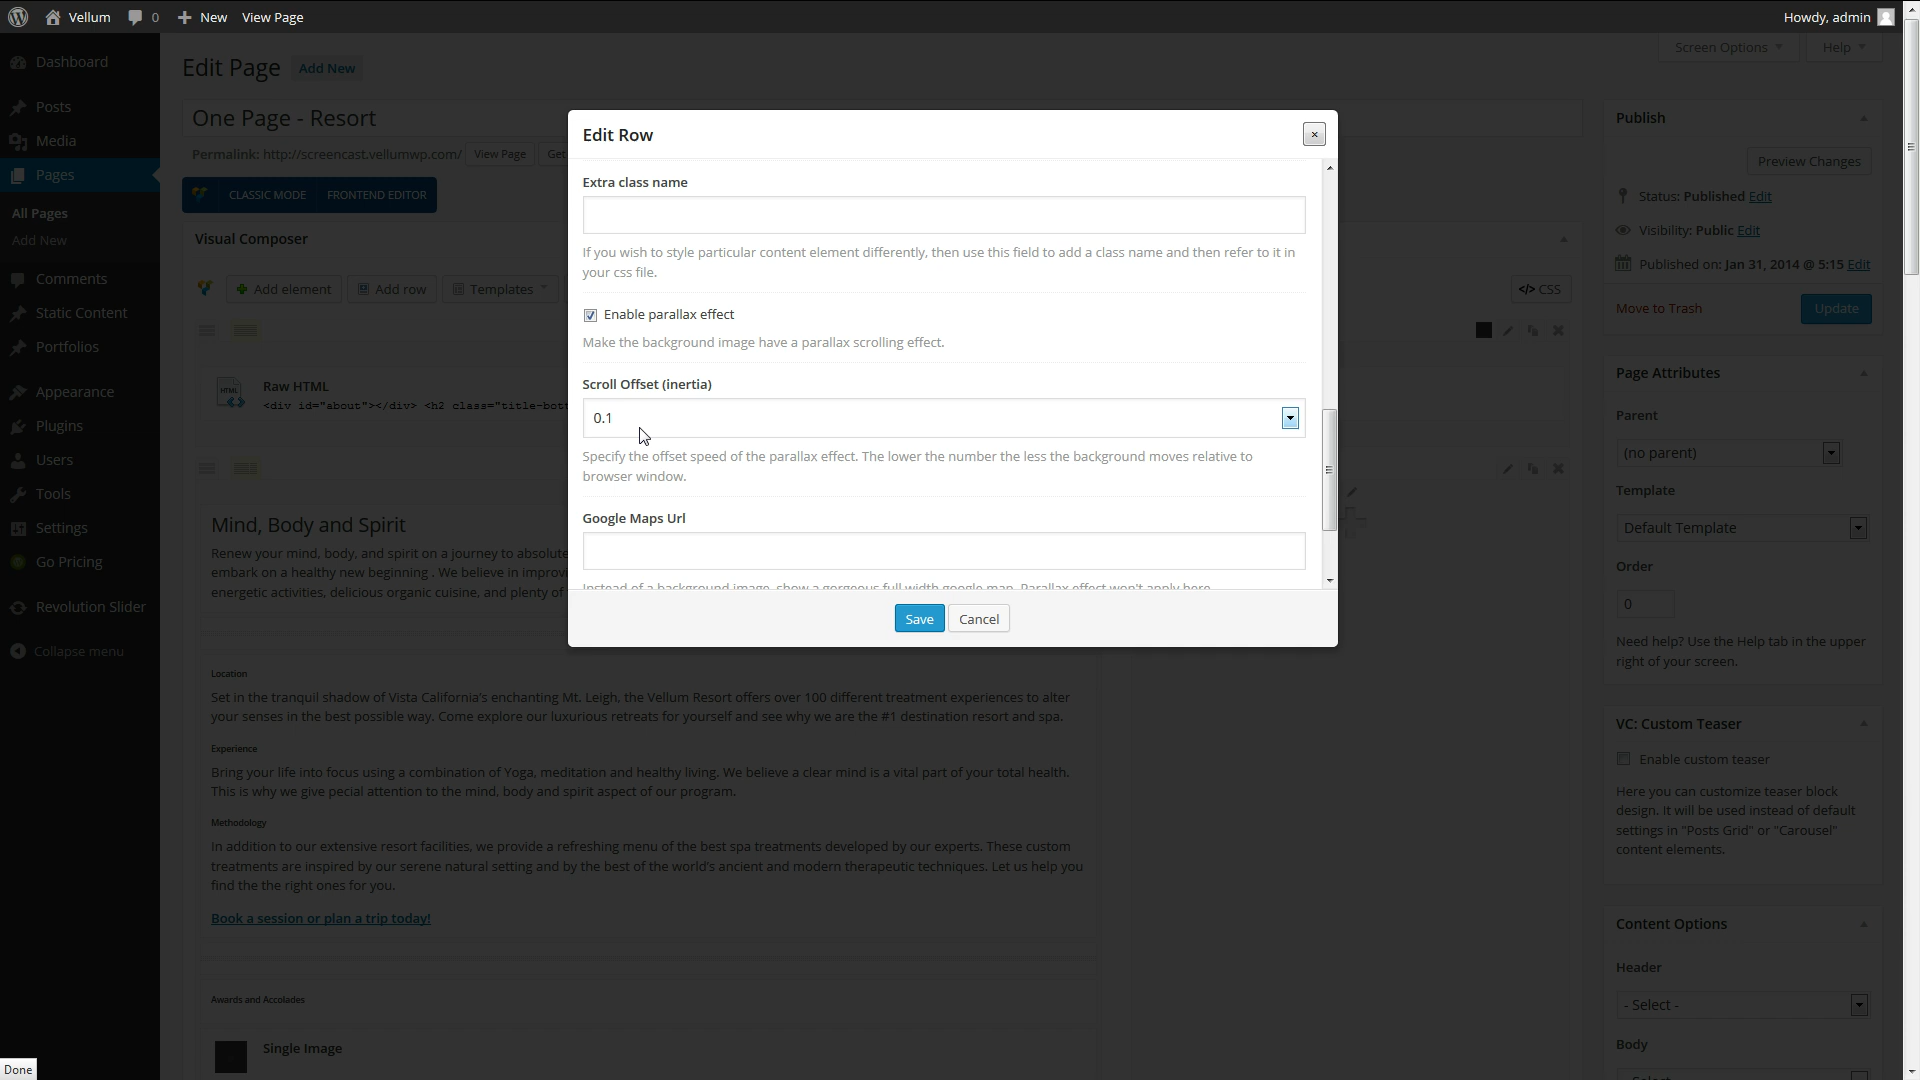 Vellum
0
New
View Page
Howdy, admin
Screen Options
Help
Dashboard
Posts
Media
Pages
All Pages
Add New
Comments
Static Content
Portfolios
Appearance
Plugins
Users
Tools
Settings
Go Pricing
Revolution Slider
Collapse menu
Edit Page
Add New
One Page - Resort
Permalink: http://screencast.vellumwp.com/
View Page
Get
CLASSIC MODE
FRONTEND EDITOR
Visual Composer
Add element
Add row
Templates
</> CSS
HTML
Raw HTML
<div id="about"></div> <h2 class="title-bott
Mind, Body and Spirit
Renew your mind, body, and spirit on a journey to absolute
embark on a healthy new beginning . We believe in improvi
energetic activities, delicious organic cuisine, and plenty of
Location
Set in the tranquil shadow of Vista California's enchanting Mt. Leigh, the Vellum Resort offers over 100 different treatment experiences to alter
your senses in the best possible way. Come explore our luxurious retreats for yourself and see why we are the #1 destination resort and spa.
Experience
Bring your life into focus using a combination of Yoga, meditation and healthy living. We believe a clear mind is a vital part of your total health.
This is why we give pecial attention to the mind, body and spirit aspect of our program.
Methodology
In addition to our extensive resort facilities, we provide a refreshing menu of the best spa treatments developed by our experts. These custom
treatments are inspired by our serene natural setting and by the best of the world's ancient and modern therapeutic techniques. Let us help you
find the the right ones for you.
Book a session or plan a trip today!
Awards and Accolades
Single Image
Edit Row
×
Extra class name
If you wish to style particular content element differently, then use this field to add a class name and then refer to it in
your css file.
Enable parallax effect
Make the background image have a parallax scrolling effect.
Scroll Offset (inertia)
0.1
Specify the offset speed of the parallax effect. The lower the number the less the background moves relative to
browser window.
Google Maps Url
Instead of a background image, show a gorgeous full width google map. Parallax effect won't apply here.
Save
Cancel
Publish
Preview Changes
Status: Published Edit
Visibility: Public Edit
Published on: Jan 31, 2014 @ 5:15 Edit
Move to Trash
Update
Page Attributes
Parent
(no parent)
Template
Default Template
Order
0
Need help? Use the Help tab in the upper
right of your screen.
VC: Custom Teaser
Enable custom teaser
Here you can customize teaser block
design. It will be used instead of default
settings in "Posts Grid" or "Carousel"
content elements.
Content Options
Header
- Select -
Body
Done